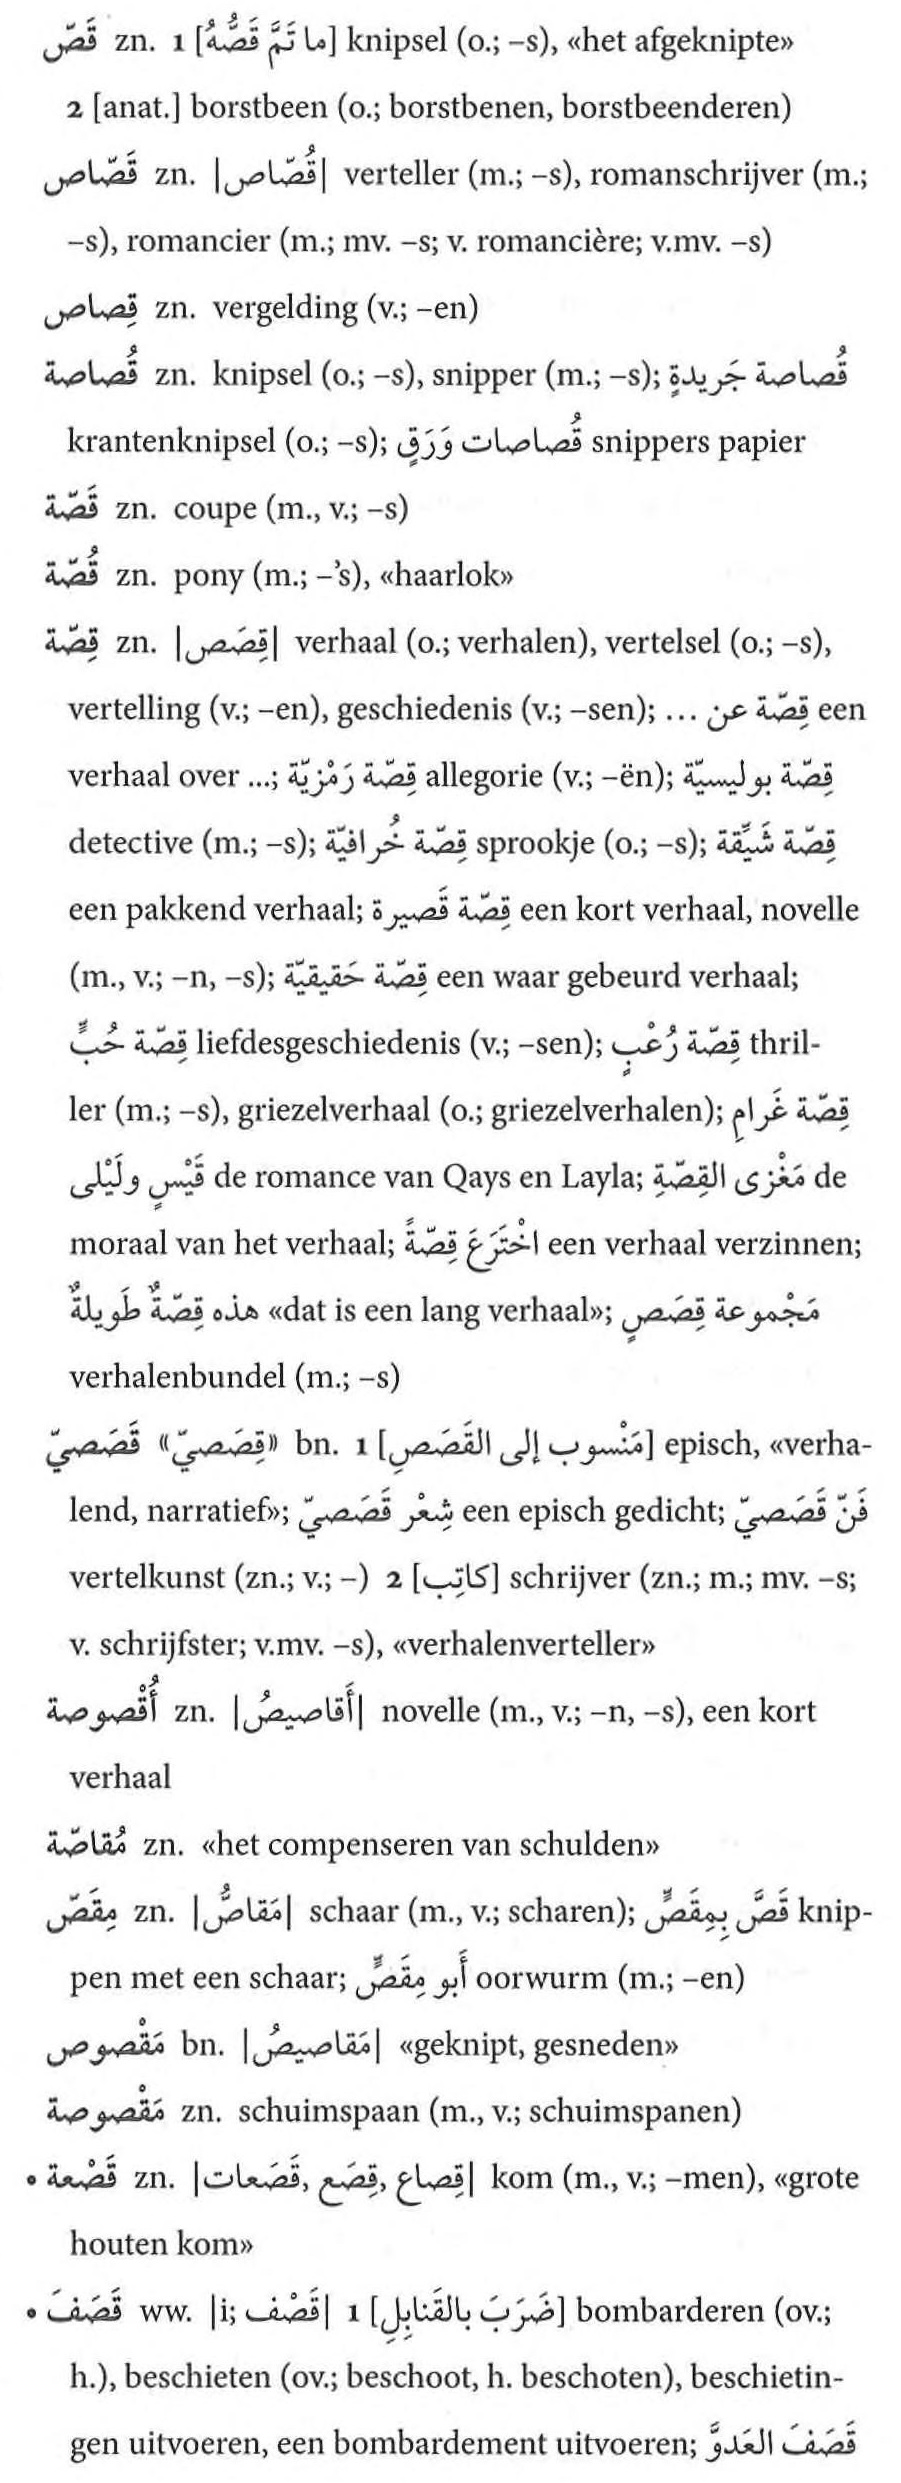 قَصّ zn. 1 [ما تَمَّ قَصُّهُ] knipsel (o.; –s), «het afgeknipte»
2 [anat.] borstbeen (o.; borstbenen, borstbeenderen)
قَصّاص zn. |قُصّاص| verteller (m.; –s), romanschrijver (m.;
–s), romancier (m.; mv. –s; v. romancière; v.mv. –s)
قِصاص zn. vergelding (v.; –en)
قُصاصة zn. knipsel (o.; –s), snipper (m.; –s); قُصاصة جَريدةٍ
krantenknipsel (o.; –s); قُصاصات وَرَقٍ snippers papier
قَصّة zn. coupe (m., v.; –s)
قُصّة zn. pony (m.; –’s), «haarlok»
قِصّة zn. |قِصَص| verhaal (o.; verhalen), vertelsel (o.; –s),
vertelling (v.; –en), geschiedenis (v.; –sen); قِصّة عن ... een
verhaal over ...; قِصّة رَمْزيّة allegorie (v.; –ën); قِصّة بوليسيّة
detective (m.; –s); قِصّة خُرافيّة sprookje (o.; –s); قِصّة شَيِّقة
een pakkend verhaal; قِصّة قَصيرة een kort verhaal, novelle
(m., v.; –n, –s); قِصّة حَقيقيّة een waar gebeurd verhaal;
قِصّة حُبٍّ liefdesgeschiedenis (v.; –sen); قِصّة رُعْبٍ thril-
ler (m.; –s), griezelverhaal (o.; griezelverhalen); قِصّة غَرامِ
قَيْسٍ ولَيْلى de romance van Qays en Layla; مَغْزى القِصّةِ de
moraal van het verhaal; اخْتَرَعَ قِصّةً een verhaal verzinnen;
هذه قِصّةٌ طَويلةٌ «dat is een lang verhaal»; مَجْموعة قِصَصٍ
verhalenbundel (m.; –s)
قَصَصيّ «قِصَصيّ» bn. 1 [مَنْسوب إلى القَصَصِ] episch, «verha-
lend, narratief»; شِعْر قَصَصيّ een episch gedicht; فَنّ قَصَصيّ
vertelkunst (zn.; v.; –) 2 [كاتِب] schrijver (zn.; m.; mv. –s;
v. schrijfster; v.mv. –s), «verhalenverteller»
أُقْصوصة zn. |أَقاصيصُ| novelle (m., v.; –n, –s), een kort
verhaal
مُقاصّة zn. «het compenseren van schulden»
مِقَصّ zn. |مَقاصُّ| schaar (m., v.; scharen); قَصَّ بِمِقَصٍّ knip-
pen met een schaar; أَبو مِقَصٍّ oorwurm (m.; –en)
مَقْصوص bn. |مَقاصيصُ| «geknipt, gesneden»
مَقْصوصة zn. schuimspaan (m., v.; schuimspanen)
• قَصْعة zn. |قِصاع, قِصَع, قَصَعات| kom (m., v.; –men), «grote
houten kom»
• قَصَفَ ww. |i; قَصْف| 1 [ضَرَبَ بالقَنابِلِ] bombarderen (ov.;
h.), beschieten (ov.; beschoot, h. beschoten), beschietin-
gen uitvoeren, een bombardement uitvoeren; قَصَفَ العَدوَّ